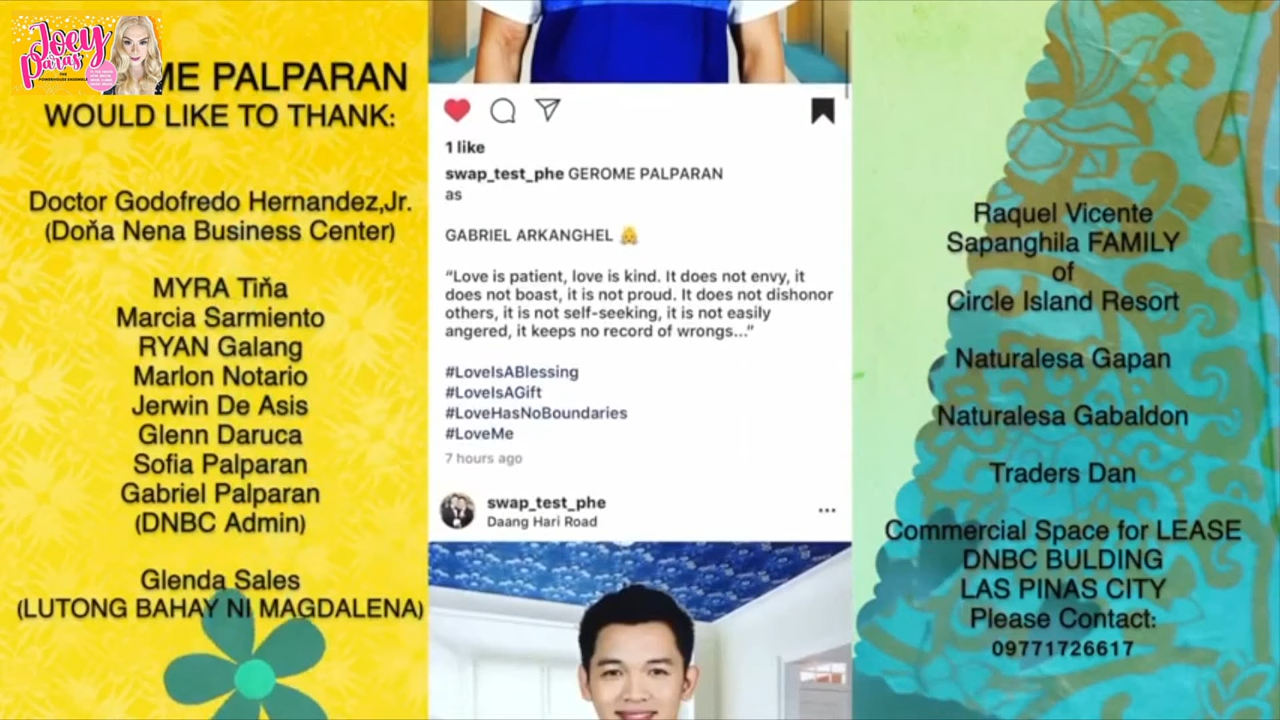 Joey
Paras
THE
POWERHOUSE ENSEMBLE
ME PALPARAN
WOULD LIKE TO THANK:
Doctor Godofredo Hernandez,Jr.
(Doňa Nena Business Center)
MYRA Tiňa
Marcia Sarmiento
RYAN Galang
Marlon Notario
Jerwin De Asis
Glenn Daruca
Sofia Palparan
Gabriel Palparan
(DNBC Admin)
Glenda Sales
(LUTONG BAHAY NI MAGDALENA)
1 like
swap_test_phe GEROME PALPARAN
as
GABRIEL ARKANGHEL 👼
“Love is patient, love is kind. It does not envy, it
does not boast, it is not proud. It does not dishonor
others, it is not self-seeking, it is not easily
angered, it keeps no record of wrongs...”
#LoveIsABlessing
#LoveIsAGift
#LoveHasNoBoundaries
#LoveMe
7 hours ago
swap_test_phe
Daang Hari Road
Raquel Vicente
Sapanghila FAMILY
of
Circle Island Resort
Naturalesa Gapan
Naturalesa Gabaldon
Traders Dan
Commercial Space for LEASE
DNBC BULDING
LAS PINAS CITY
Please Contact:
09771726617